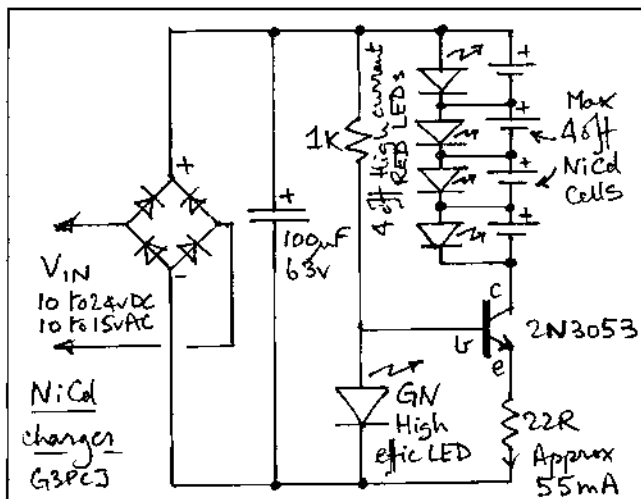 +
VIN
10 to 24vDC
10 to 15vAC
-
NiCd
charger
G3PCJ
+
100µF
63v
1K
4 off High current
RED LEDs
+
+
+
+
Max
4 off
NiCd
Cells
c
b
e
2N3053
GN
High
effic LED
22R
Approx
55mA